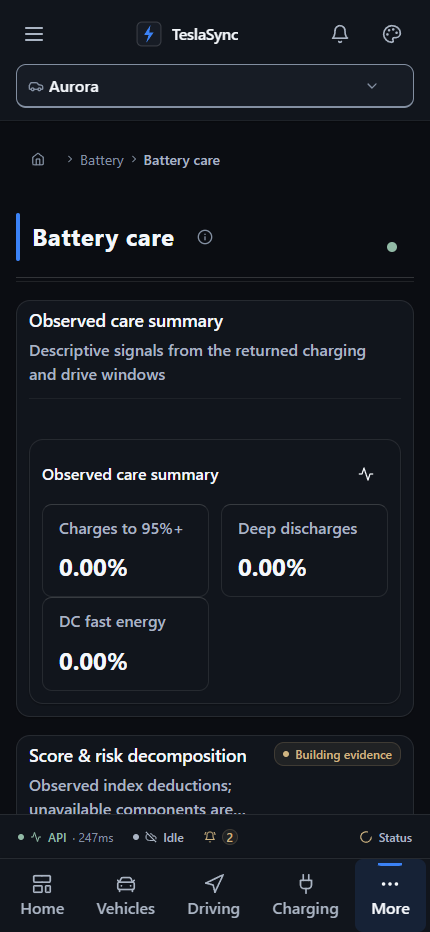 TeslaSync
Aurora
Battery
Battery care
Battery care
Observed care summary
Descriptive signals from the returned charging
and drive windows
Observed care summary
Charges to 95%+
0.00%
Deep discharges
0.00%
DC fast energy
0.00%
Score & risk decomposition
Building evidence
Observed index deductions;
unavailable components are...
API · 247ms
Idle
2
Status
Home
Vehicles
Driving
Charging
More